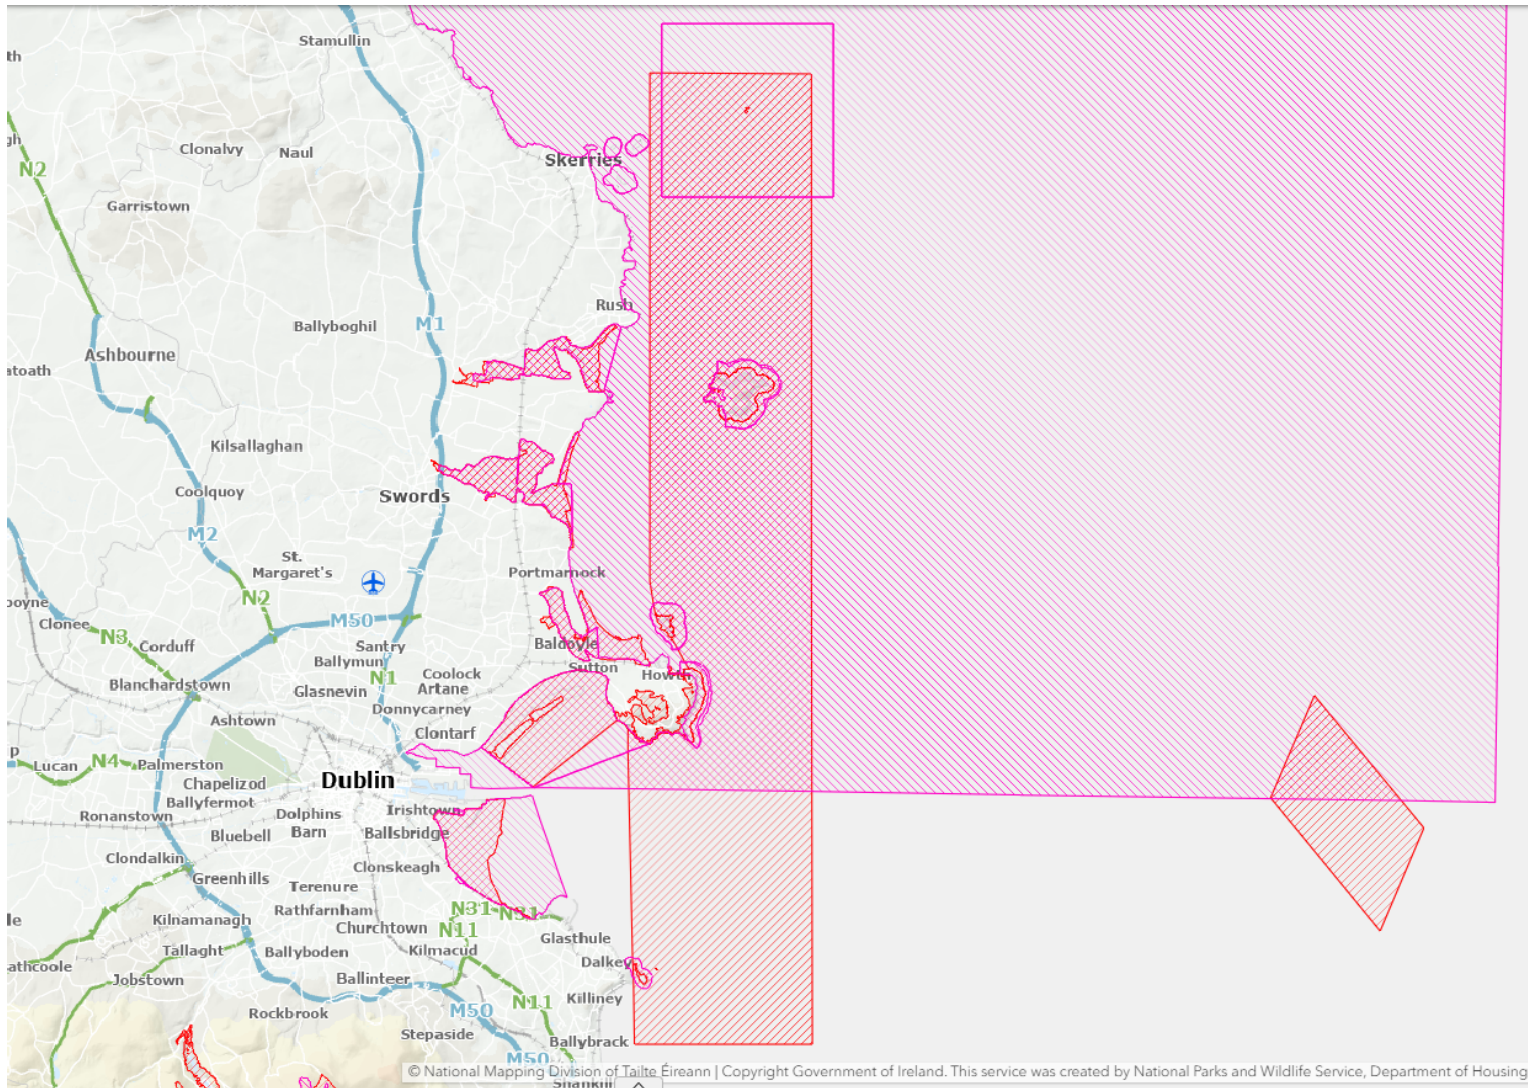 Stamullin
th
Clonalvy
Naul
gh
N2
Skerries
Garristown
Rush
Ballyboghil
M1
Ashbourne
atoath
Kilsallaghan
Coolquoy
Swords
M2
St.
Margaret's
Portmarnock
N2
boyne
Clonee
M50
N3
Corduff
Santry
Baldoyle
Ballymun
Sutton
Howth
Blanchardstown
N1
Coolock
Glasnevin
Artane
Donnycarney
Ashtown
Clontarf
p
Lucan
N4
Palmerston
Dublin
Chapelizod
Ballyfermot
Irishtown
Ronanstown
Dolphins
Barn
Bluebell
Ballsbridge
Clondalkin
Clonskeagh
Greenhills
Terenure
le
Kilnamanagh
Rathfarnham
N31
N31
Churchtown
N11
Tallaght
Ballyboden
Kilmacud
Glasthule
athcoole
Dalkey
Jobstown
Ballinteer
N11
Killiney
Rockbrook
M50
Stepaside
Ballybrack
M50
Shankill
© National Mapping Division of Tailte Éireann | Copyright Government of Ireland. This service was created by National Parks and Wildlife Service, Department of Housing